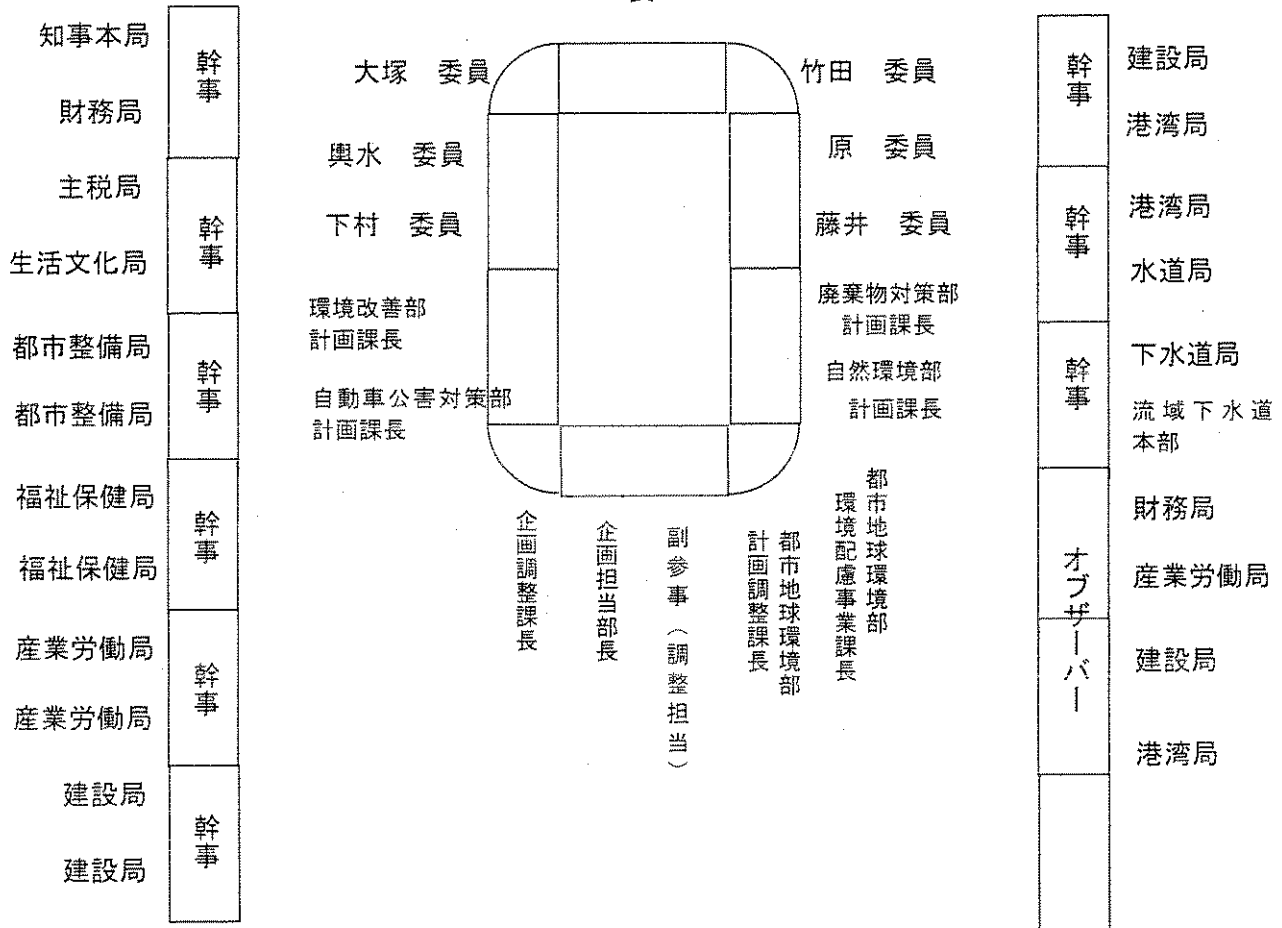 知事本局
財務局
幹事
主税局
生活文化局
幹事
都市整備局
都市整備局
幹事
福祉保健局
福祉保健局
幹事
産業労働局
産業労働局
幹事
建設局
建設局
幹事
大塚 委員
輿水 委員
下村 委員
環境改善部
計画課長
自動車公害対策部
計画課長
竹田 委員
原 委員
藤井 委員
廃棄物対策部
計画課長
自然環境部
計画課長
都市地球環境部
環境配慮事業課長
都市地球環境部
計画調整課長
副参事(調整担当)
企画担当部長
企画調整課長
幹事
建設局
港湾局
幹事
港湾局
水道局
幹事
下水道局
流域下水道
本部
オブザーバー
財務局
産業労働局
建設局
港湾局